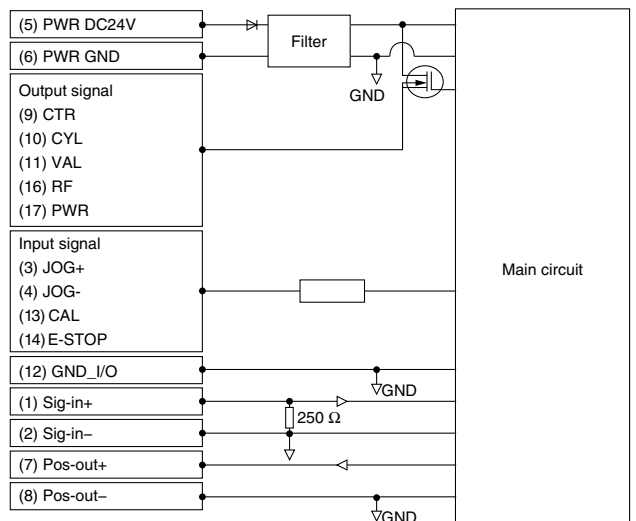 (5) PWR DC24V
Filter
(6) PWR GND
GND
Output signal
(9) CTR
(10) CYL
(11) VAL
(16) RF
(17) PWR
Input signal
(3) JOG+
(4) JOG-
(13) CAL
(14) E-STOP
Main circuit
(12) GND_I/O
GND
(1) Sig-in+
250 Ω
(2) Sig-in−
(7) Pos-out+
(8) Pos-out−
GND